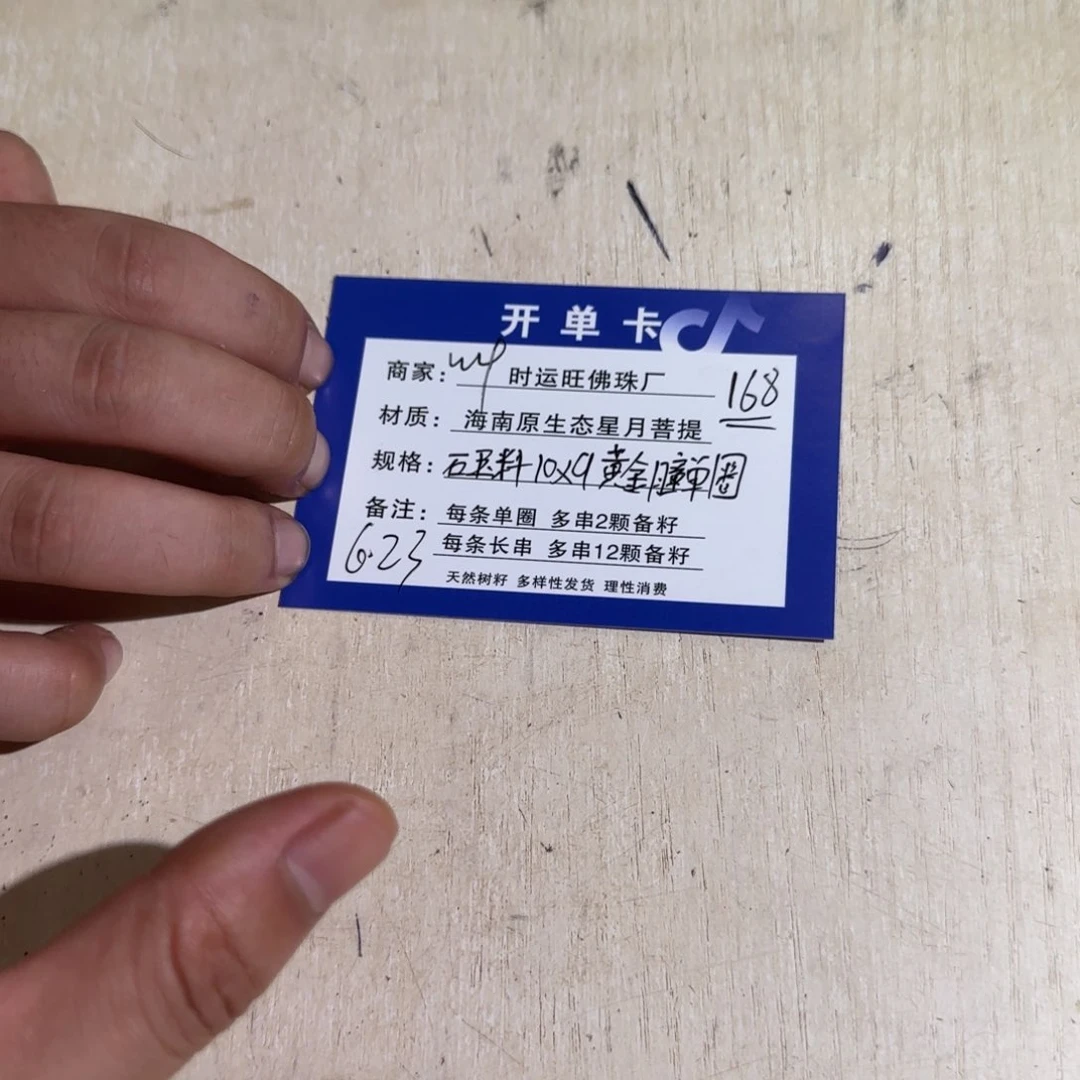 开单卡
商家: 时运旺佛珠厂 168
材质: 海南原生态星月菩提
规格: 石玉料10x9黄金瞳单圈
备注: 每条单圈 多串2颗备籽
6.23 每条长串 多串12颗备籽
天然树籽 多样性发货 理性消费